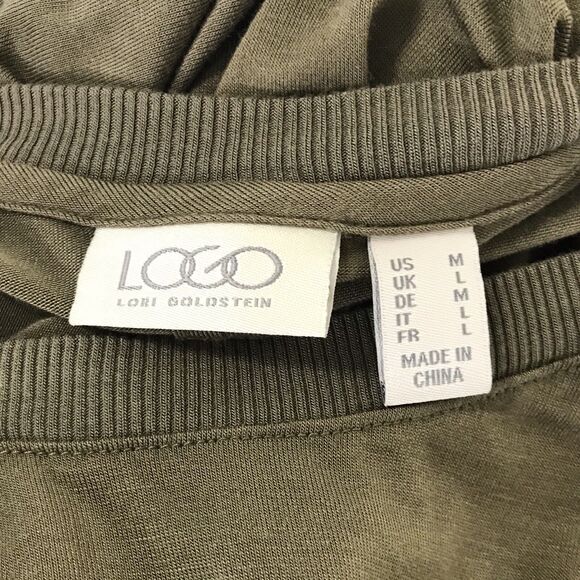 LOGO
LORI GOLDSTEIN
US M
UK L
DE M
IT L
FR L
MADE IN
CHINA